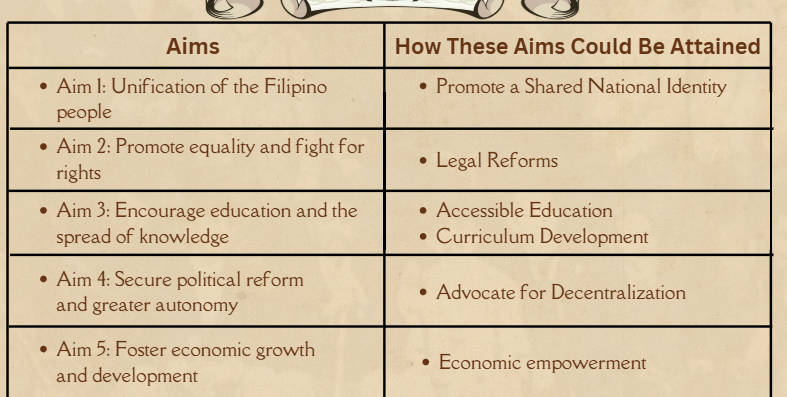 Aims
How These Aims Could Be Attained
• Aim 1: Unification of the Filipino
people
• Promote a Shared National Identity
• Aim 2: Promote equality and fight for
rights
• Legal Reforms
• Aim 3: Encourage education and the
spread of knowledge
• Accessible Education
• Curriculum Development
• Aim 4: Secure political reform
and greater autonomy
• Advocate for Decentralization
• Aim 5: Foster economic growth
and development
• Economic empowerment